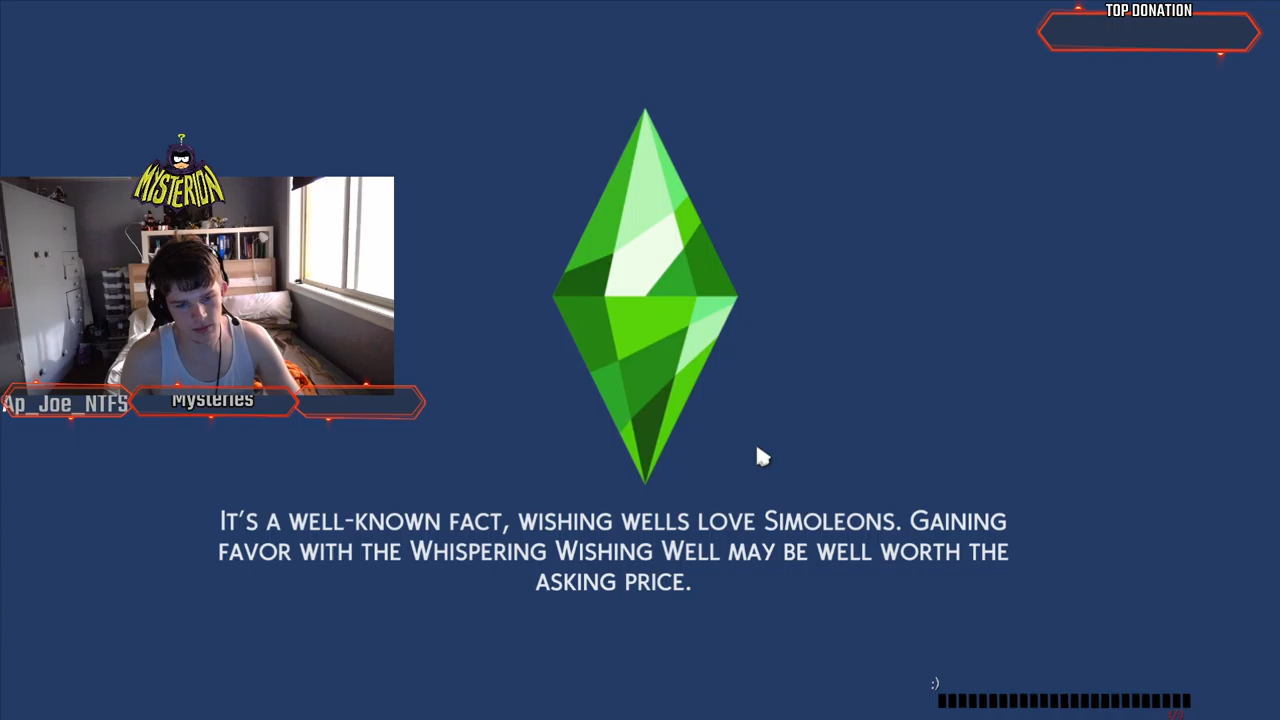 TOP DONATION
?
MYSTERION
Ap_Joe_NTFS
Mysteries
IT'S A WELL-KNOWN FACT, WISHING WELLS LOVE SIMOLEONS. GAINING
FAVOR WITH THE WHISPERING WISHING WELL MAY BE WELL WORTH THE
ASKING PRICE.
:)